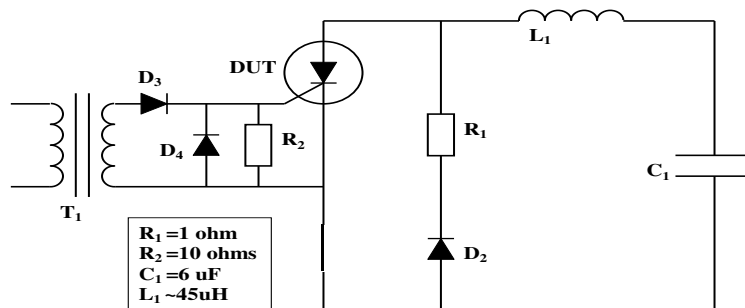 L₁
DUT
D₃
D₄
R₂
R₁
C₁
D₂
T₁
R₁ =1 ohm
R₂ =10 ohms
C₁ =6 uF
L₁ ~45uH